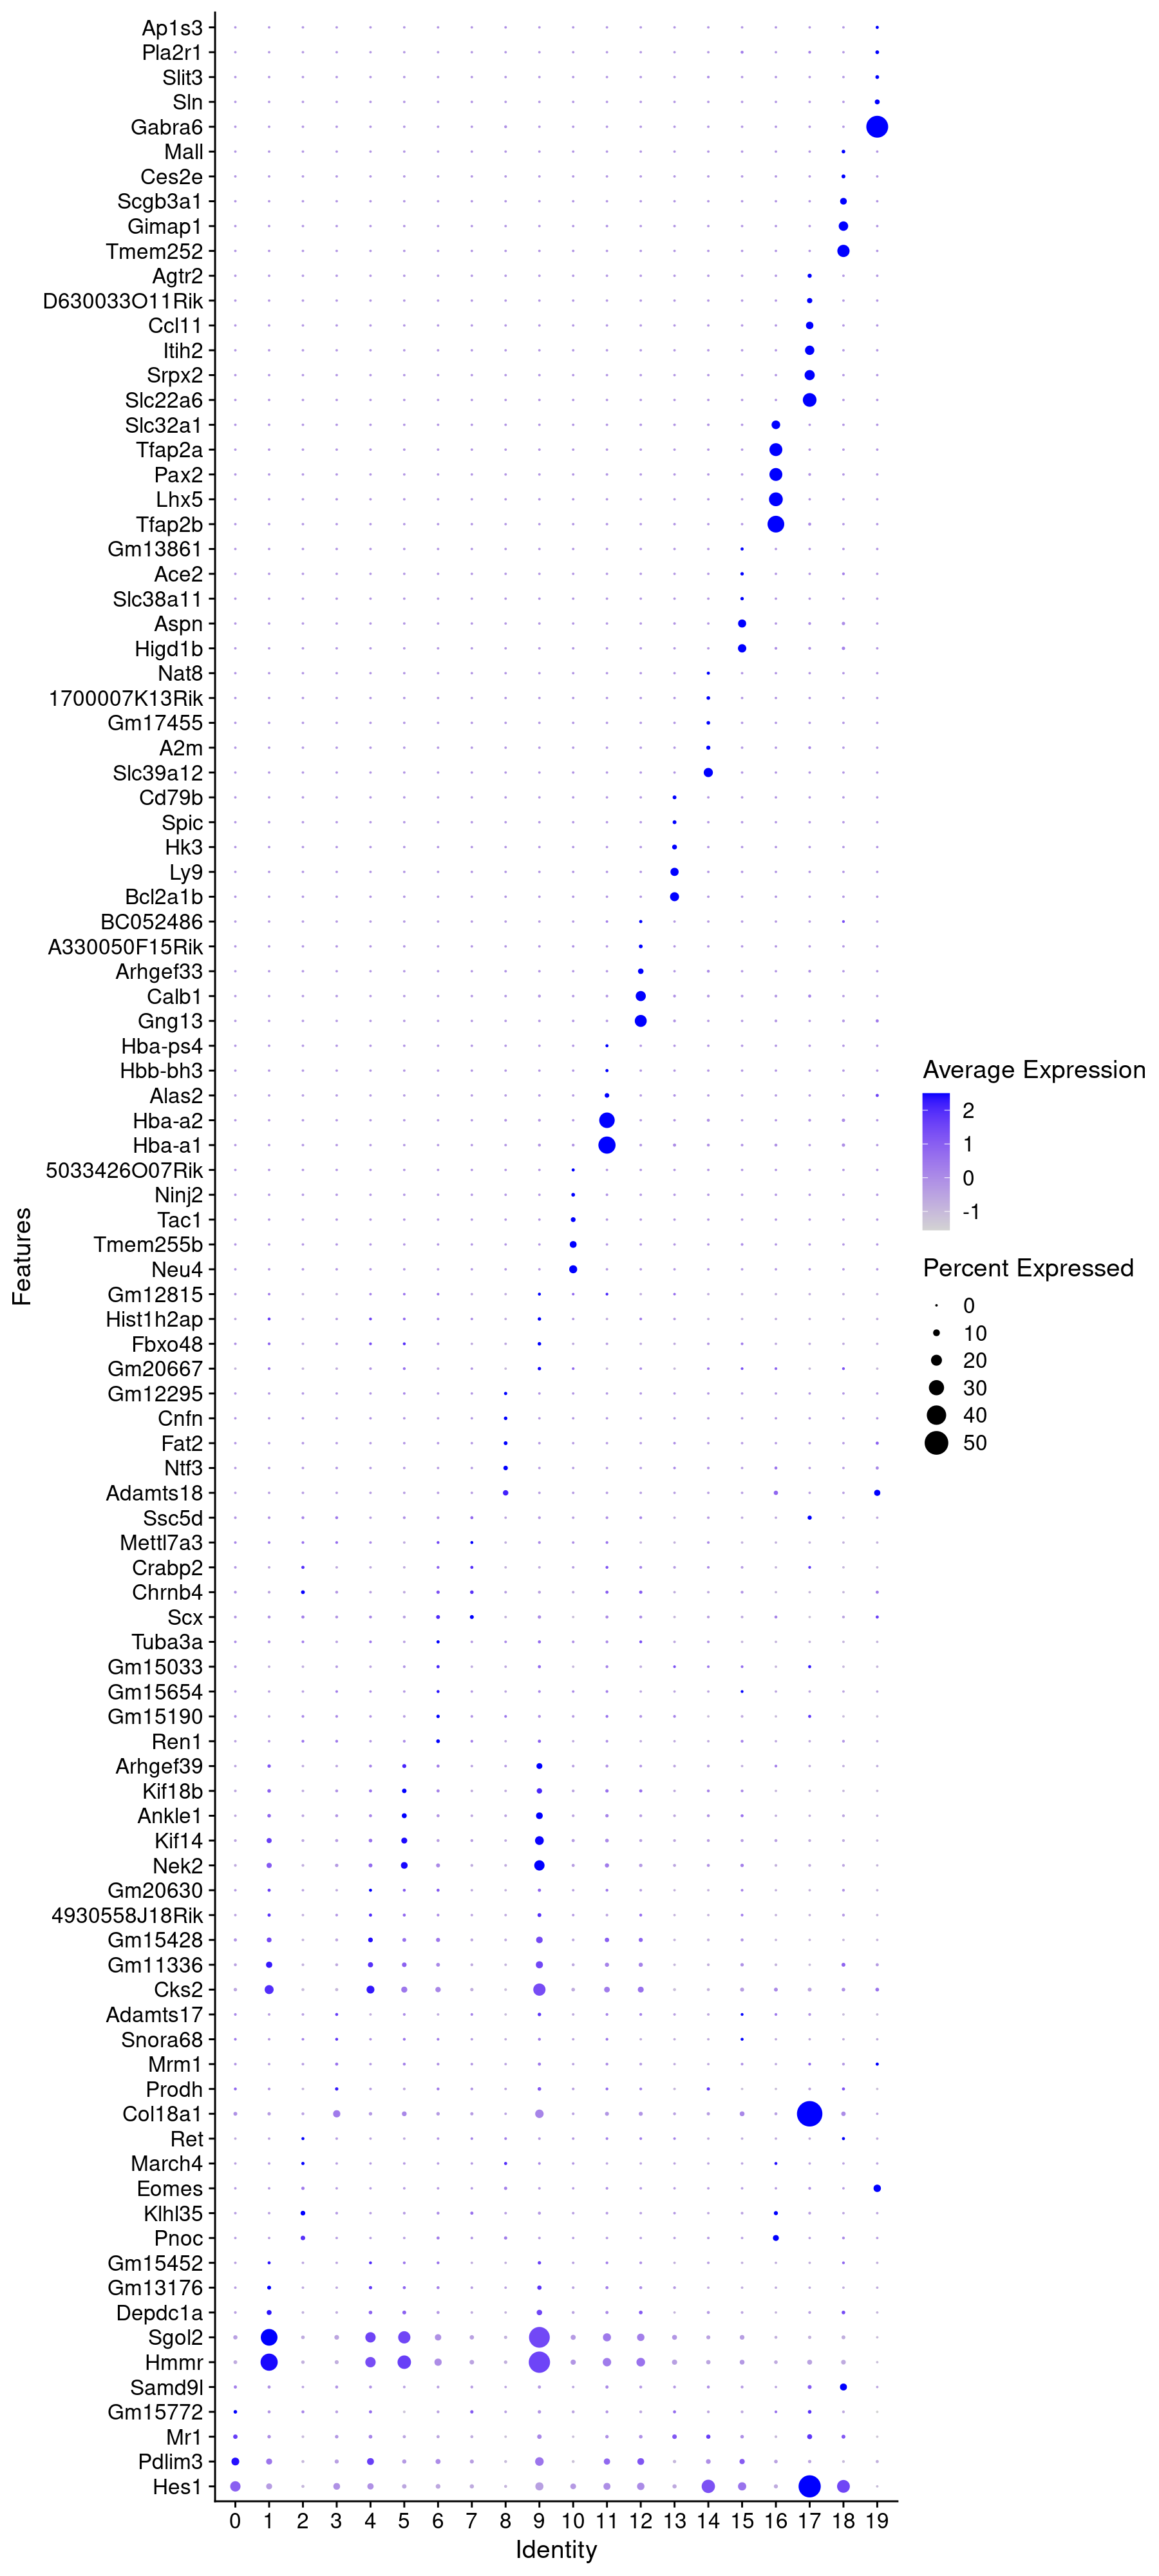 Ap1s3
Pla2r1
Slit3
Sln
Gabra6
Mall
Ces2e
Scgb3a1
Gimap1
Tmem252
Agtr2
D630033O11Rik
Ccl11
Itih2
Srpx2
Slc22a6
Slc32a1
Tfap2a
Pax2
Lhx5
Tfap2b
Gm13861
Ace2
Slc38a11
Aspn
Higd1b
Nat8
1700007K13Rik
Gm17455
A2m
Slc39a12
Cd79b
Spic
Hk3
Ly9
Bcl2a1b
BC052486
A330050F15Rik
Arhgef33
Calb1
Gng13
Hba-ps4
Hbb-bh3
Alas2
Hba-a2
Hba-a1
5033426O07Rik
Ninj2
Tac1
Tmem255b
Neu4
Gm12815
Hist1h2ap
Fbxo48
Gm20667
Gm12295
Cnfn
Fat2
Ntf3
Adamts18
Ssc5d
Mettl7a3
Crabp2
Chrnb4
Scx
Tuba3a
Gm15033
Gm15654
Gm15190
Ren1
Arhgef39
Kif18b
Ankle1
Kif14
Nek2
Gm20630
4930558J18Rik
Gm15428
Gm11336
Cks2
Adamts17
Snora68
Mrm1
Prodh
Col18a1
Ret
March4
Eomes
Klhl35
Pnoc
Gm15452
Gm13176
Depdc1a
Sgol2
Hmmr
Samd9l
Gm15772
Mr1
Pdlim3
Hes1
Features
0 1 2 3 4 5 6 7 8 9 10 11 12 13 14 15 16 17 18 19
Identity
Average Expression
2
1
0
-1
Percent Expressed
0
10
20
30
40
50